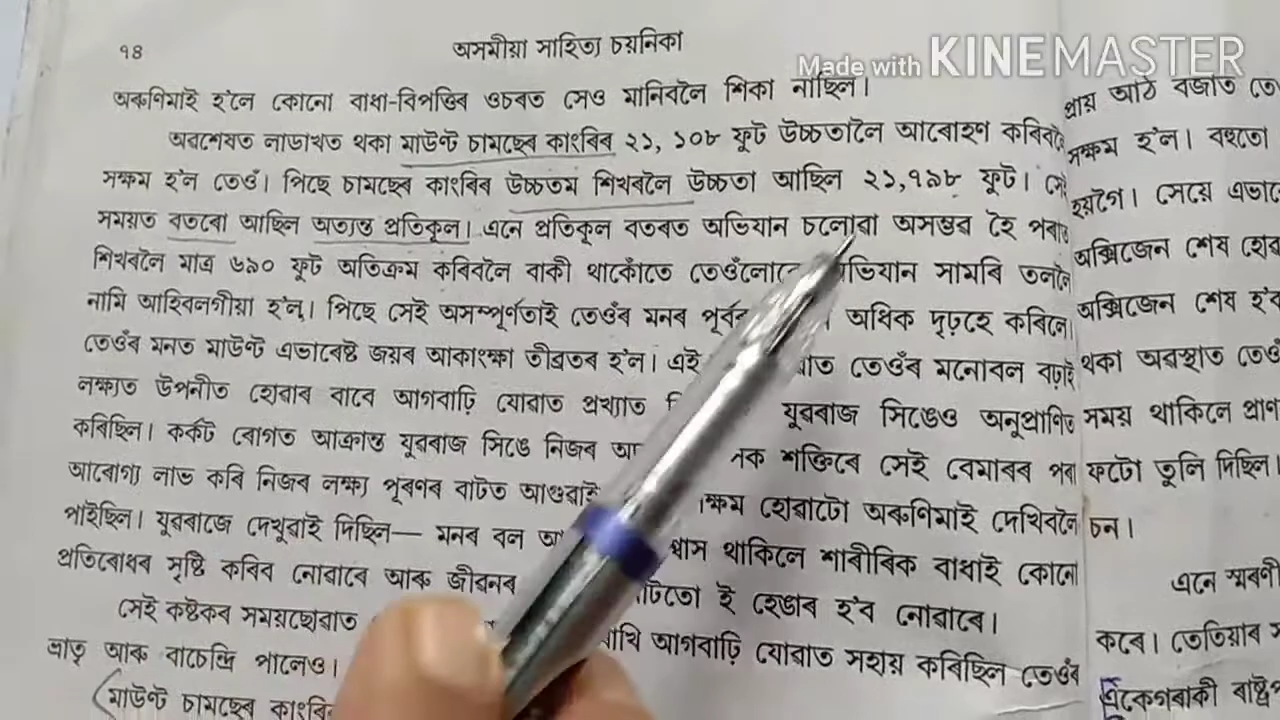 ৭৪
অসমীয়া সাহিত্য চয়নিকা
Made with KINEMASTER
অৰুণিমাই হ'লে কোনো বাধা-বিপত্তিৰ ওচৰত সেও মানিবলৈ শিকা নাছিল।
অৱশেষত লাডাখত থকা মাউণ্ট চামছেৰ কাংৰিৰ ২১, ১০৮ ফুট উচ্চতালৈ আৰোহণ কৰিবলৈ
সক্ষম হ'ল তেওঁ। পিছে চামছেৰ কাংৰিৰ উচ্চতম শিখৰলৈ উচ্চতা আছিল ২১,৭৯৮ ফুট। সেই
সময়ত বতৰো আছিল অত্যন্ত প্ৰতিকূল। এনে প্ৰতিকূল বতৰত অভিযান চলোৱা অসম্ভৱ হৈ পৰাত
শিখৰলৈ মাত্ৰ ৬৯০ ফুট অতিক্ৰম কৰিবলৈ বাকী থাকোঁতে অভিযান সামৰি তললৈ
নামি আহিবলগীয়া হ'ল। পিছে সেই অসম্পূৰ্ণতাই তেওঁৰ মনৰ অধিক দৃঢ়হে কৰিলে।
তেওঁৰ মনত মাউণ্ট এভাৰেষ্ট জয়ৰ আকাংক্ষা তীব্ৰতৰ হ'ল। এই তেওঁৰ মনোবল বঢ়াই
লক্ষ্যত উপনীত হোৱাৰ বাবে আগবাঢ়ি যোৱাত প্ৰখ্যাত যুৱৰাজ সিঙেও অনুপ্ৰাণিত
কৰিছিল। কৰ্কট ৰোগত আক্ৰান্ত যুৱৰাজ সিঙে নিজৰ শক্তিৰে সেই বেমাৰৰ পৰা
আৰোগ্য লাভ কৰি নিজৰ লক্ষ্য পূৰণৰ বাটত হোৱাটো অৰুণিমাই দেখিবলৈ
পাইছিল। যুৱৰাজে দেখুৱাই দিছিল— মনৰ বল থাকিলে শাৰীৰিক বাধাই কোনো
প্ৰতিৰোধৰ সৃষ্টি কৰিব নোৱাৰে আৰু জীৱনৰ ই হেঙাৰ হ'ব নোৱাৰে।
সেই কষ্টকৰ সময়ছোৱাত আগবাঢ়ি যোৱাত সহায় কৰিছিল তেওঁৰ
ভ্ৰাতৃ আৰু বাচেন্দ্ৰি পালেও।
(মাউণ্ট চামছেৰ কাংৰিৰ
প্ৰায় আঠ বজাত
সক্ষম হ'ল। বহুতো
হয়গৈ। সেয়ে
অক্সিজেন শেষ
অক্সিজেন শেষ হ'ব
থকা অৱস্থাত
সময় থাকিলে প্ৰাণ
ফটো তুলি দিছিল।
চন।
এনে
কৰে। তেতিয়াৰ
একেগৰাকী